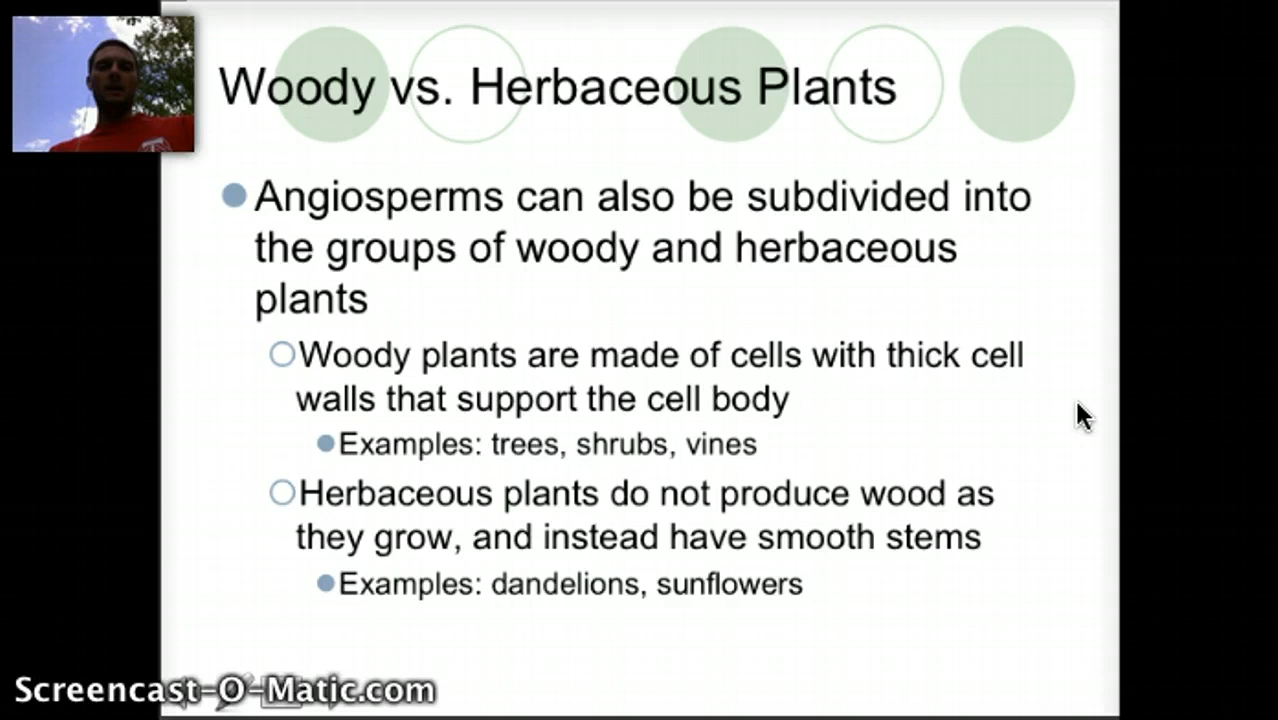 Woody vs. Herbaceous Plants
Angiosperms can also be subdivided into
the groups of woody and herbaceous
plants
Woody plants are made of cells with thick cell
walls that support the cell body
Examples: trees, shrubs, vines
Herbaceous plants do not produce wood as
they grow, and instead have smooth stems
Examples: dandelions, sunflowers
Screencast-O-Matic.com